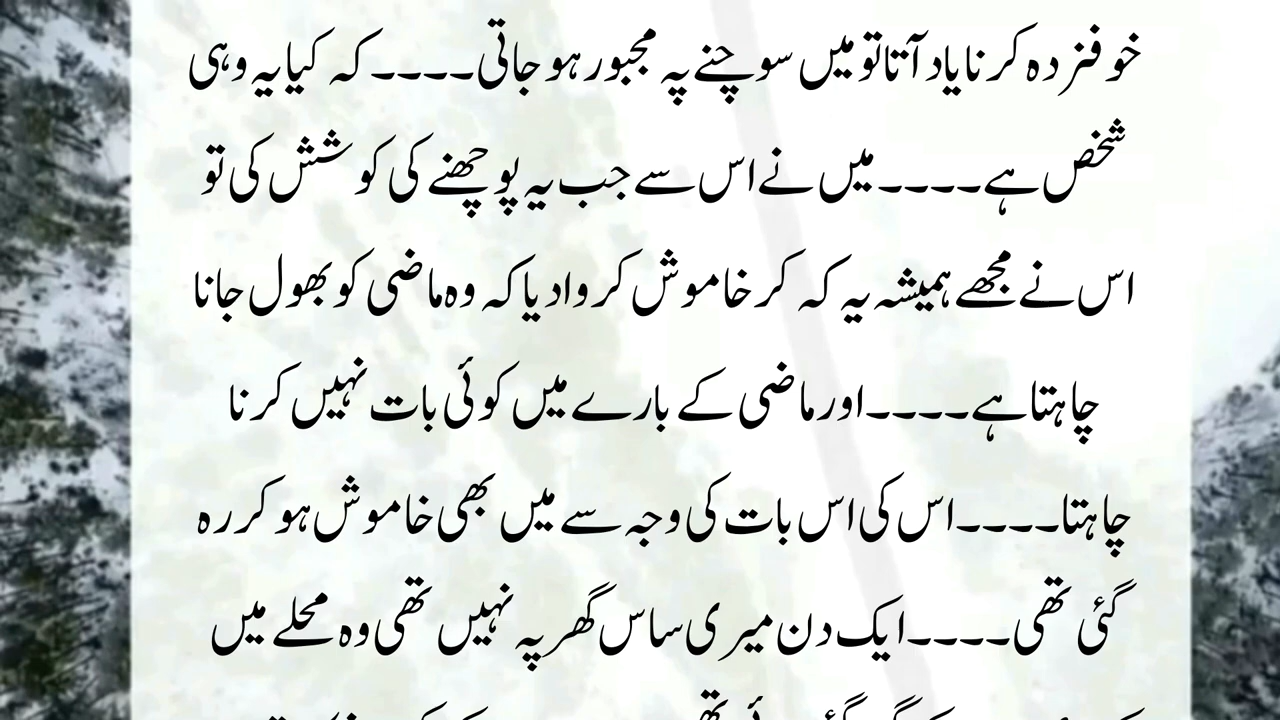 خوفزدہ کرنا یاد آتا تو میں سوچنے پہ مجبور ہو جاتی۔۔۔۔کہ کیا یہ وہی
شخص ہے۔۔۔۔میں نے اس سے جب یہ پوچھنے کی کوشش کی تو
اس نے مجھے ہمیشہ یہ کہ کر خاموش کروا دیا کہ وہ ماضی کو بھول جانا
چاہتا ہے۔۔۔۔اور ماضی کے بارے میں کوئی بات نہیں کرنا
چاہتا۔۔۔۔اس کی اس بات کی وجہ سے میں بھی خاموش ہو کر رہ
گئی تھی۔۔۔۔ایک دن میری ساس گھر پہ نہیں تھی وہ محلے میں